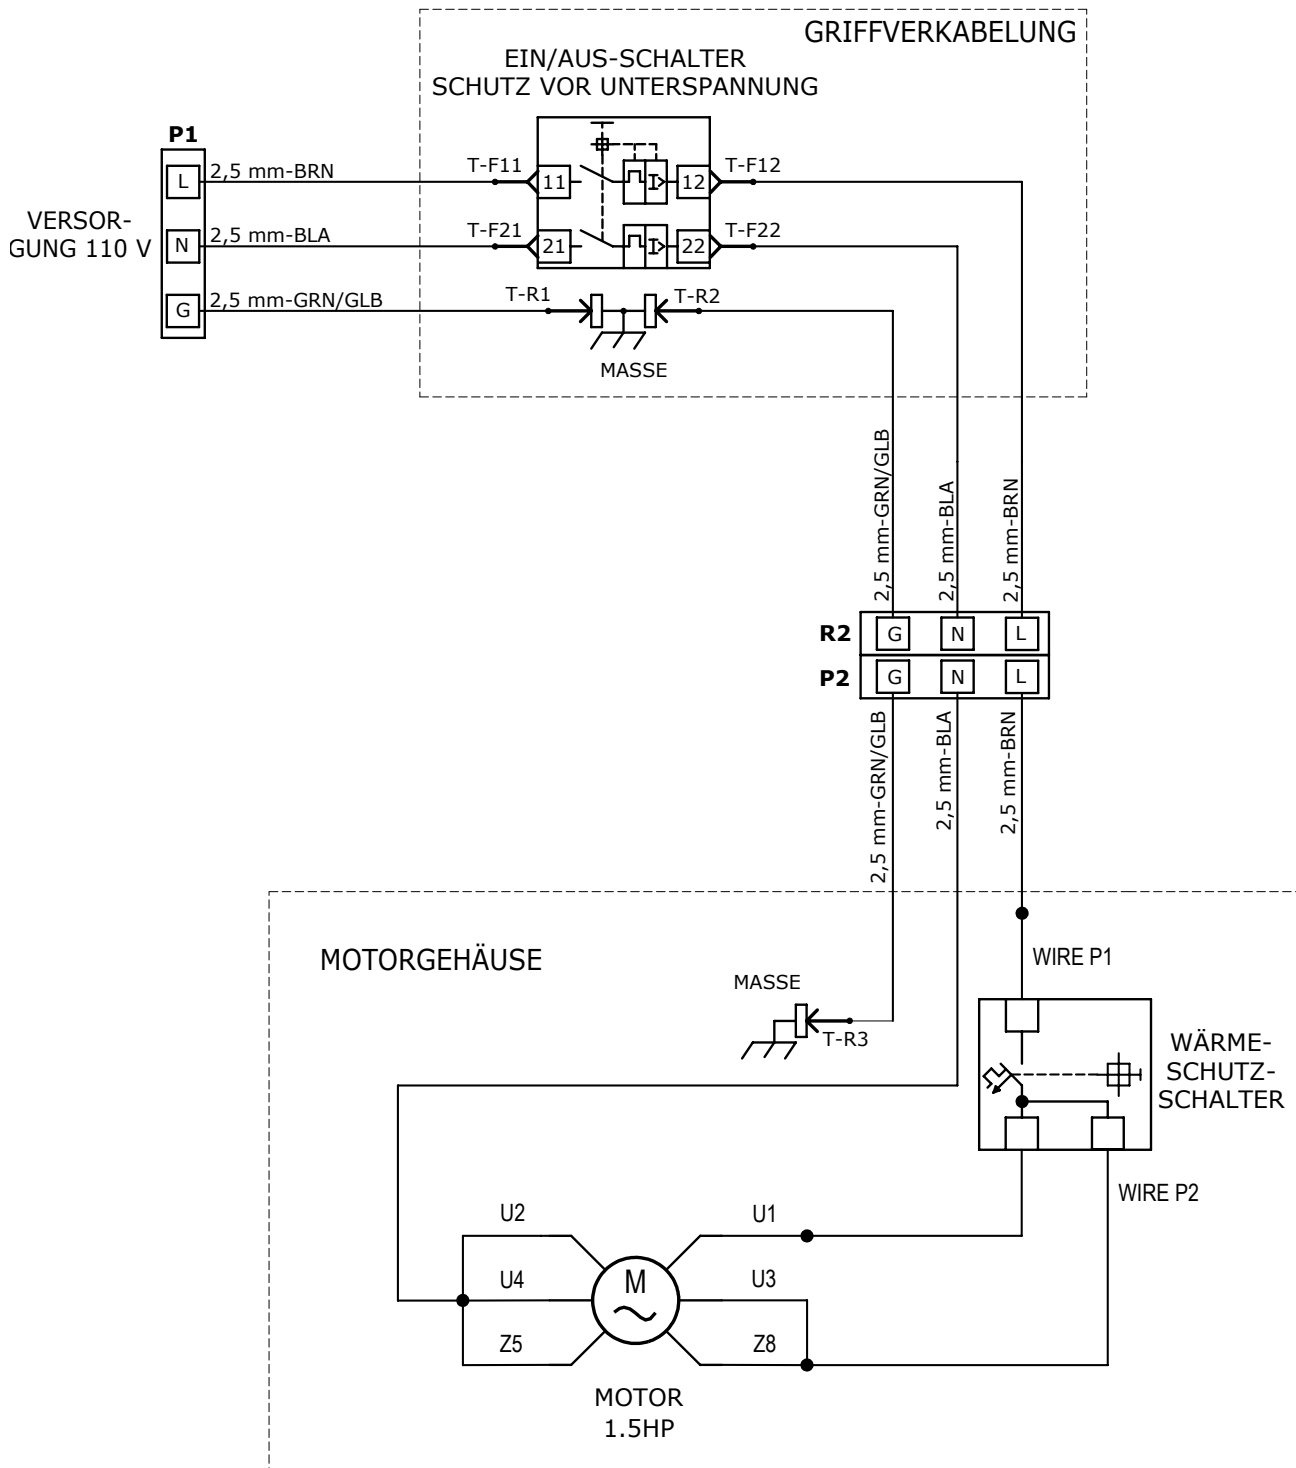 GRIFFVERKABELUNG
EIN/AUS-SCHALTER
SCHUTZ VOR UNTERSPANNUNG
P1
L
2,5 mm-BRN
T-F11
11
12
T-F12
VERSOR-
GUNG 110 V
N
2,5 mm-BLA
T-F21
21
22
T-F22
G
2,5 mm-GRN/GLB
T-R1
T-R2
MASSE
2,5 mm-GRN/GLB
2,5 mm-BLA
2,5 mm-BRN
R2
G
N
L
P2
G
N
L
2,5 mm-GRN/GLB
2,5 mm-BLA
2,5 mm-BRN
MOTORGEHÄUSE
WIRE P1
MASSE
T-R3
WÄRME-
SCHUTZ-
SCHALTER
WIRE P2
U2
U1
U4
M
U3
Z5
Z8
MOTOR
1.5HP